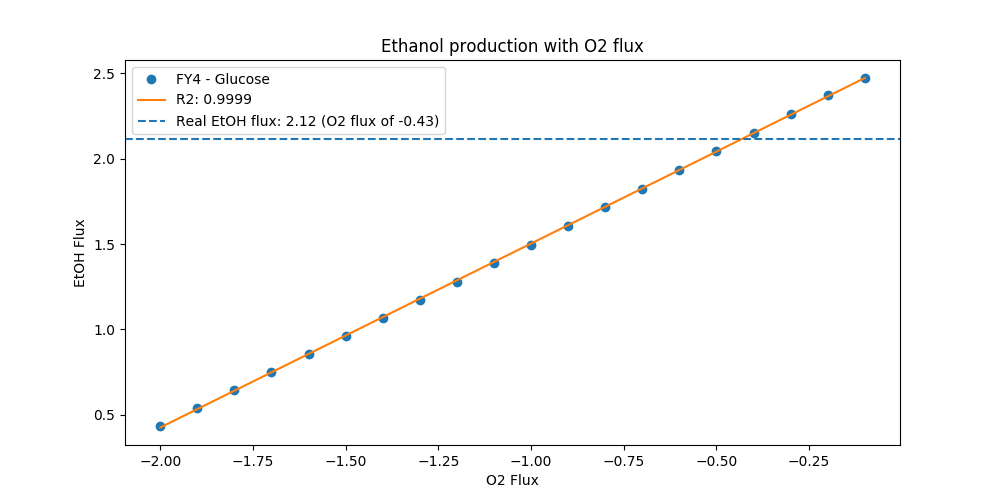 Ethanol production with O2 flux
FY4 - Glucose
R2: 0.9999
Real EtOH flux: 2.12 (O2 flux of -0.43)
2.5
2.0
1.5
1.0
0.5
EtOH Flux
−2.00 −1.75 −1.50 −1.25 −1.00 −0.75 −0.50 −0.25
O2 Flux